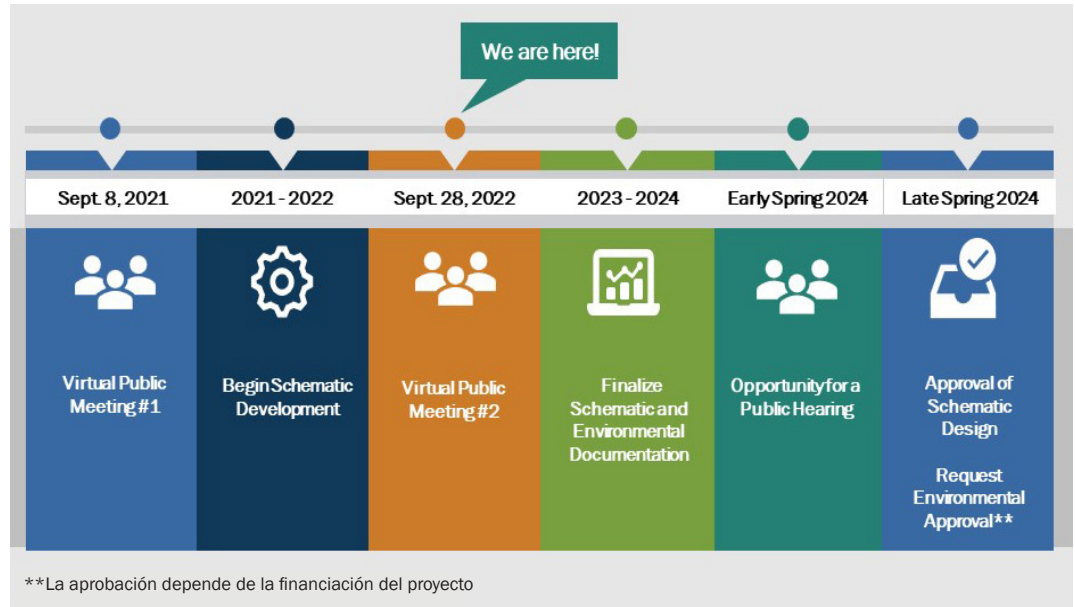 We are here!
Sept. 8, 2021
2021 - 2022
Sept. 28, 2022
2023 - 2024
Early Spring 2024
Late Spring 2024
Virtual Public
Meeting #1
Begin Schematic
Development
Virtual Public
Meeting #2
Finalize
Schematic and
Environmental
Documentation
Opportunity for a
Public Hearing
Approval of
Schematic
Design
Request
Environmental
Approval**
**La aprobación depende de la financiación del proyecto